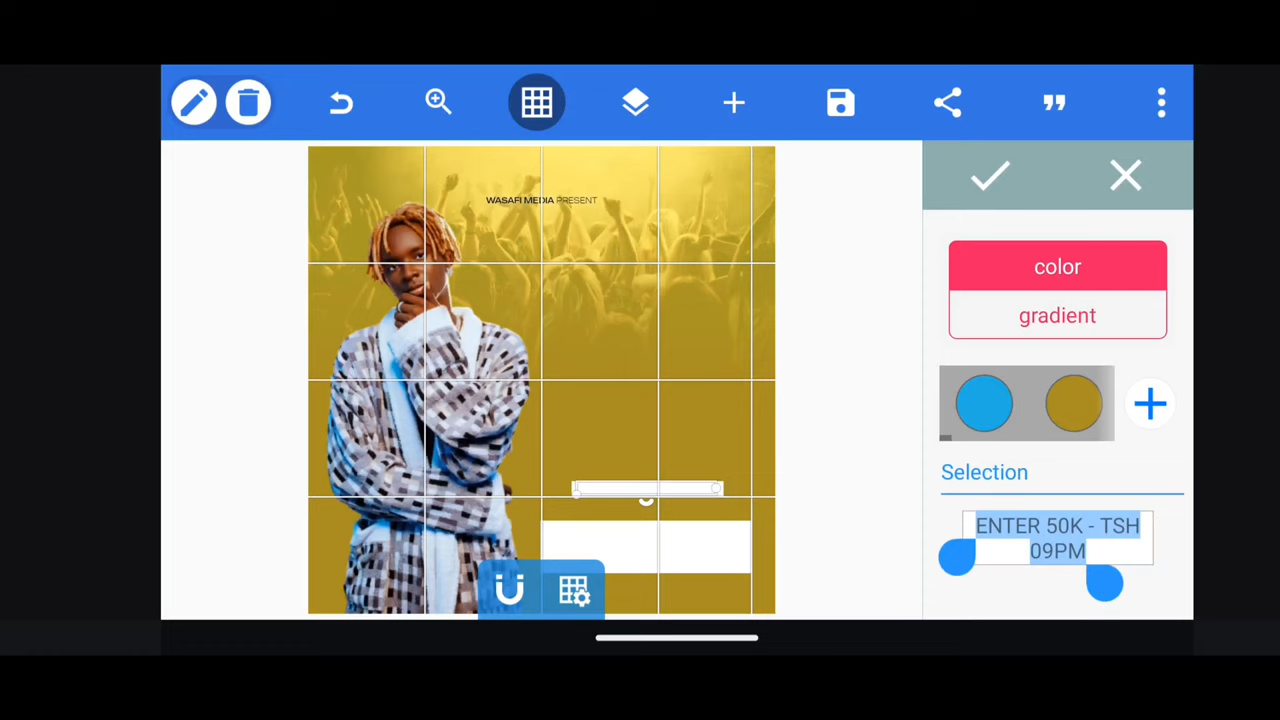 WASAFI MEDIA PRESENT
color
gradient
Selection
ENTER 50K - TSH
09PM